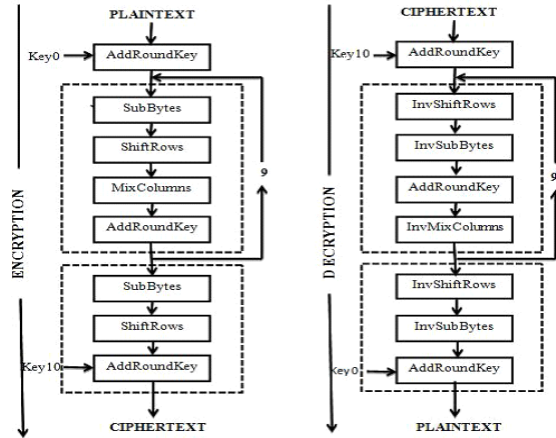 PLAINTEXT
Key0
AddRoundKey
SubBytes
ShiftRows
MixColumns
AddRoundKey
9
ENCRYPTION
SubBytes
ShiftRows
Key10
AddRoundKey
CIPHERTEXT
CIPHERTEXT
Key10
AddRoundKey
InvShiftRows
InvSubBytes
AddRoundKey
InvMixColumns
9
DECRYPTION
InvShiftRows
InvSubBytes
Key0
AddRoundKey
PLAINTEXT